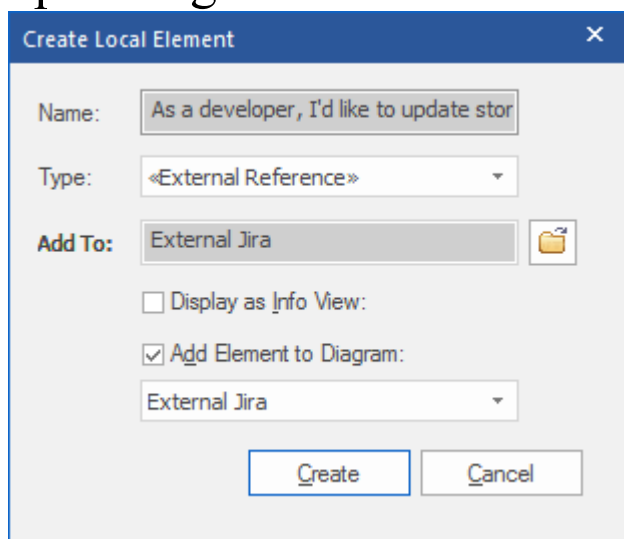 Create Local Element
Name: As a developer, I'd like to update stor
Type: «External Reference»
Add To: External Jira
Display as Info View:
Add Element to Diagram:
External Jira
Create Cancel